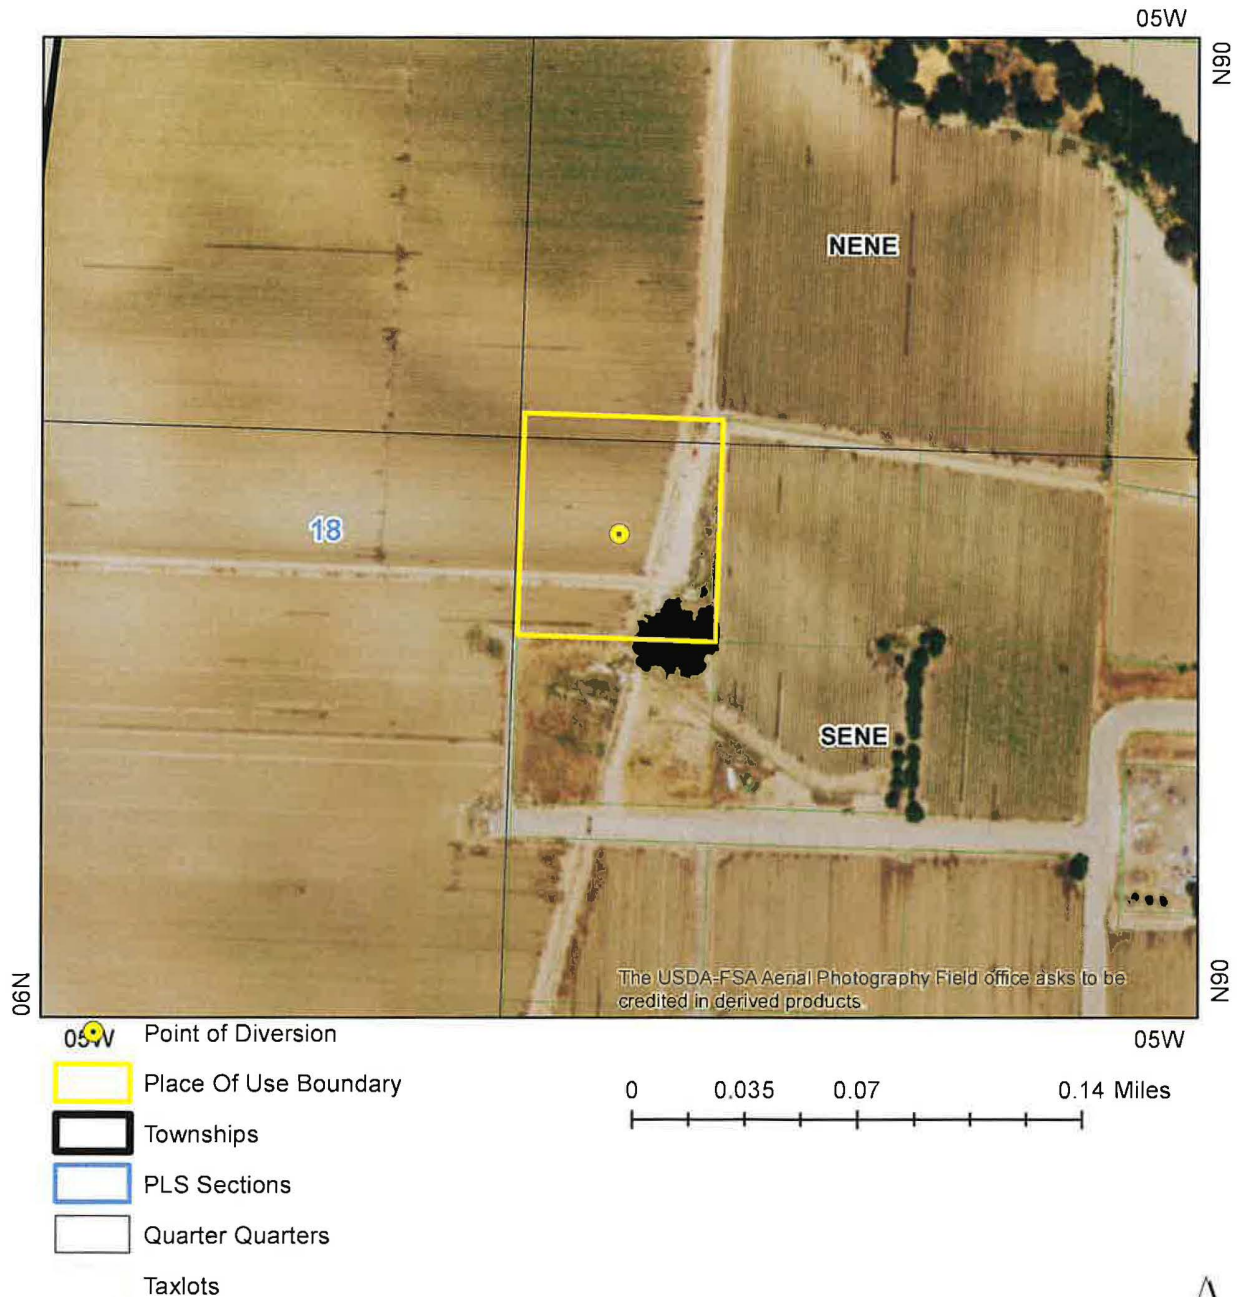 05W
06N
NENE
18
SENE
The USDA-FSA Aerial Photography Field office asks to be
credited in derived products.
06N
06N
05W
05W
Point of Diversion
Place Of Use Boundary
Townships
PLS Sections
Quarter Quarters
Taxlots
0 0.035 0.07 0.14 Miles